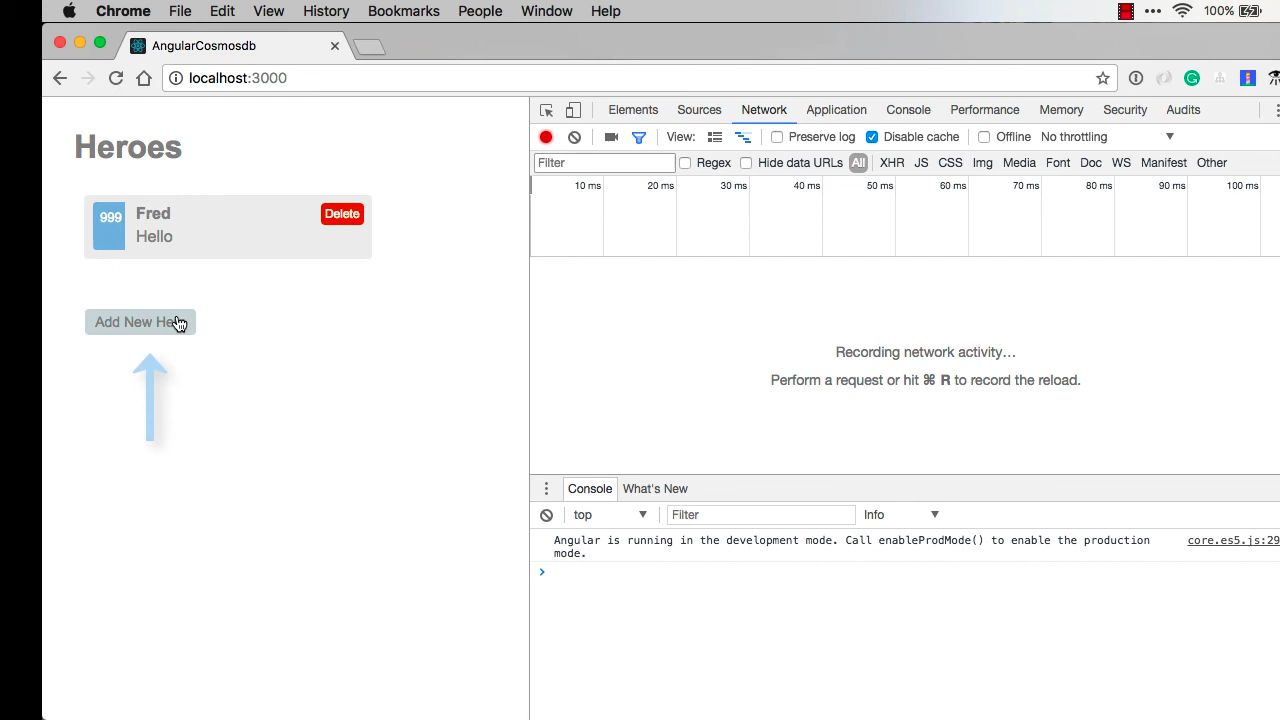 Chrome File Edit View History Bookmarks People Window Help 100%
AngularCosmosdb
localhost:3000
Heroes
999 Fred Delete
Hello
Add New He
Elements Sources Network Application Console Performance Memory Security Audits
View: Preserve log Disable cache Offline No throttling
Filter Regex Hide data URLs All XHR JS CSS Img Media Font Doc WS Manifest Other
10 ms 20 ms 30 ms 40 ms 50 ms 60 ms 70 ms 80 ms 90 ms 100 ms
Recording network activity…
Perform a request or hit ⌘ R to record the reload.
Console What's New
top Filter Info
Angular is running in the development mode. Call enableProdMode() to enable the production core.es5.js:29
mode.